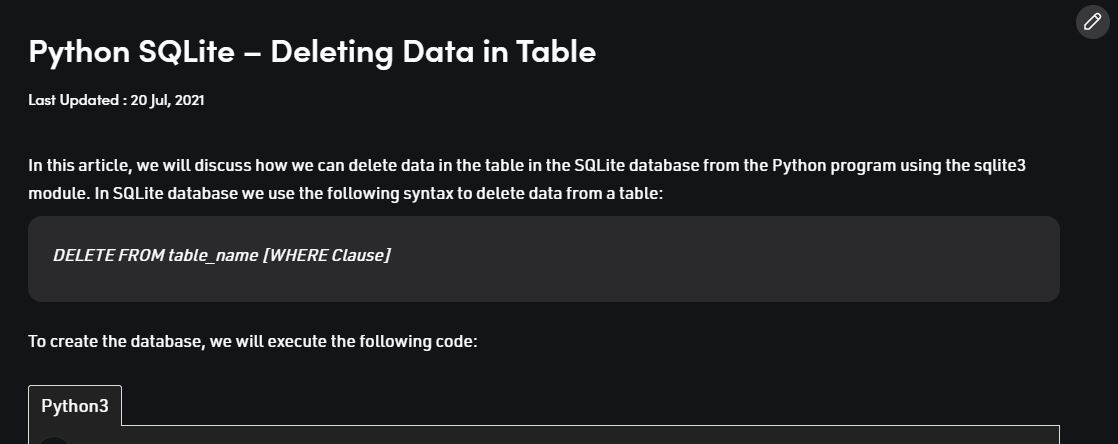 Python SQLite – Deleting Data in Table
Last Updated : 20 Jul, 2021
In this article, we will discuss how we can delete data in the table in the SQLite database from the Python program using the sqlite3
module. In SQLite database we use the following syntax to delete data from a table:
DELETE FROM table_name [WHERE Clause]
To create the database, we will execute the following code:
Python3